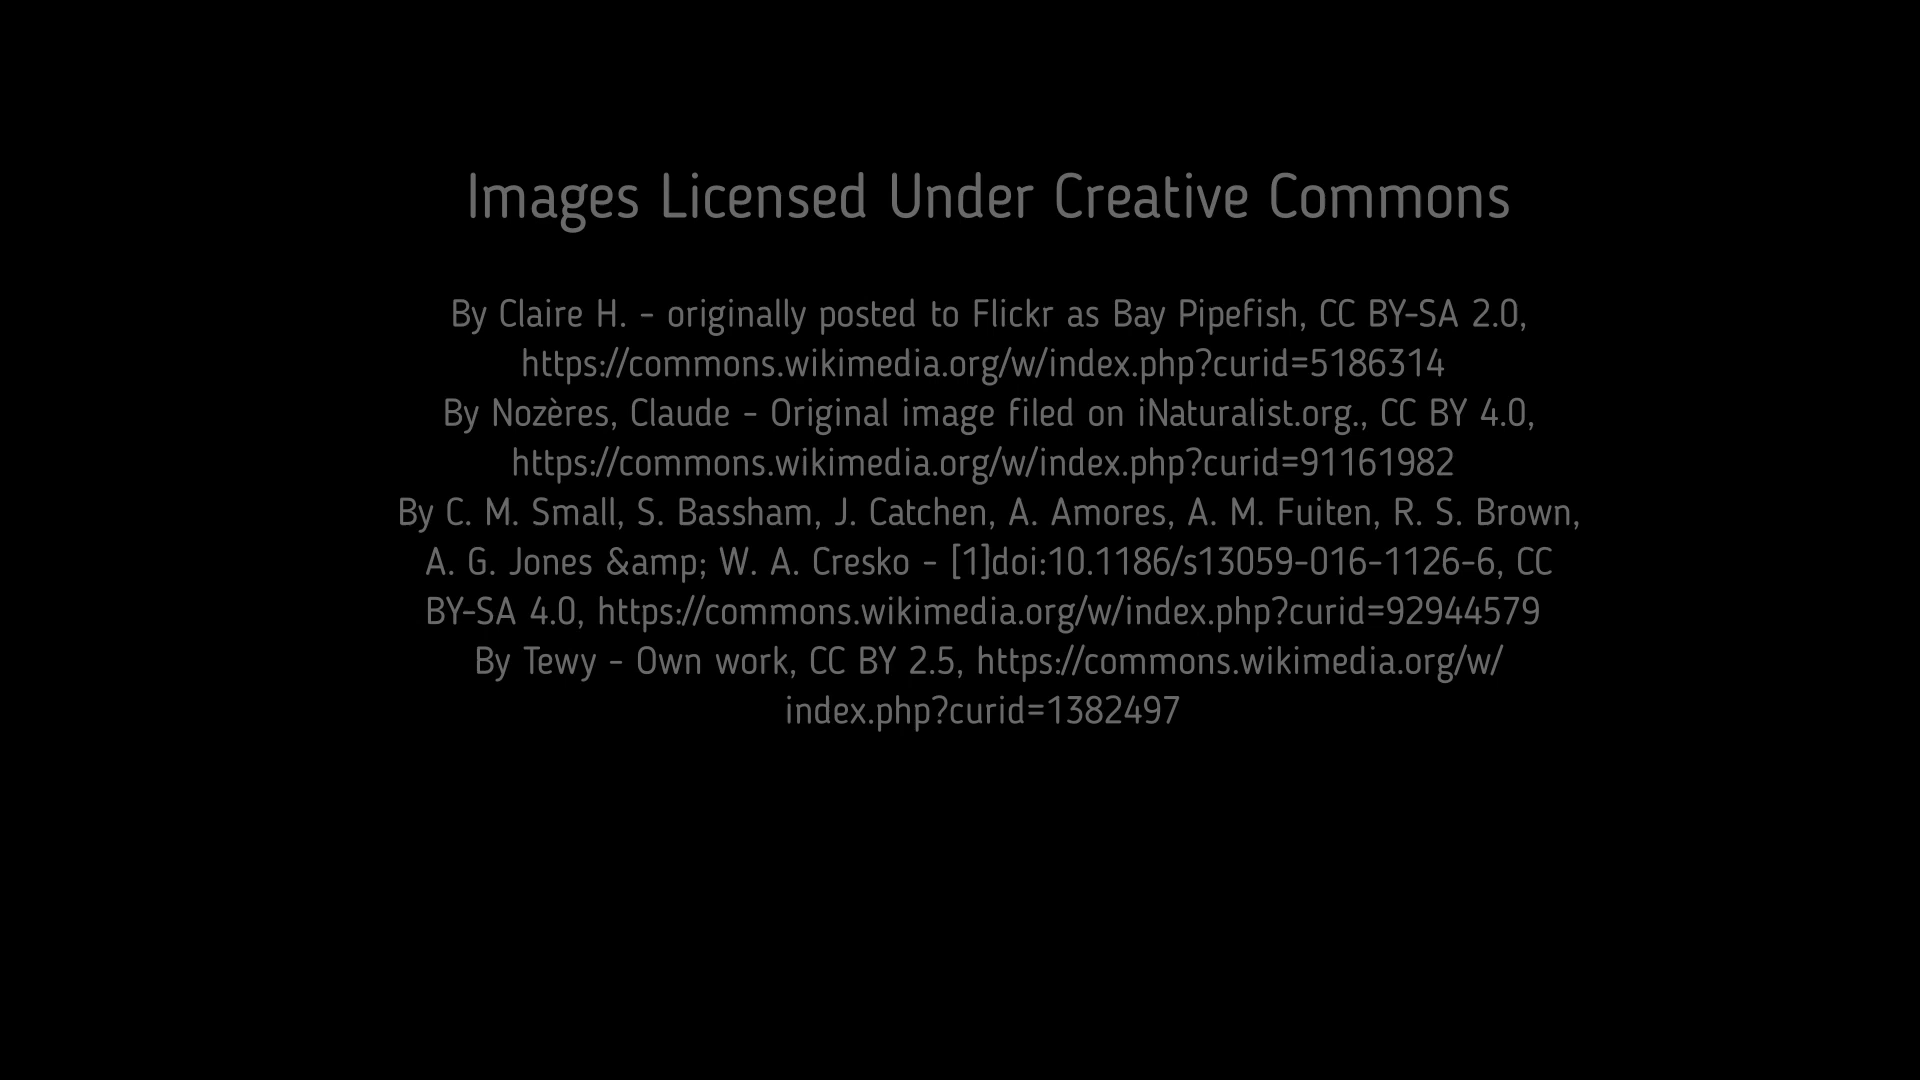 Images Licensed Under Creative Commons
By Claire H. - originally posted to Flickr as Bay Pipefish, CC BY-SA 2.0,
https://commons.wikimedia.org/w/index.php?curid=5186314
By Nozères, Claude - Original image filed on iNaturalist.org., CC BY 4.0,
https://commons.wikimedia.org/w/index.php?curid=91161982
By C. M. Small, S. Bassham, J. Catchen, A. Amores, A. M. Fuiten, R. S. Brown,
A. G. Jones &amp; W. A. Cresko - [1]doi:10.1186/s13059-016-1126-6, CC
BY-SA 4.0, https://commons.wikimedia.org/w/index.php?curid=92944579
By Tewy - Own work, CC BY 2.5, https://commons.wikimedia.org/w/
index.php?curid=1382497